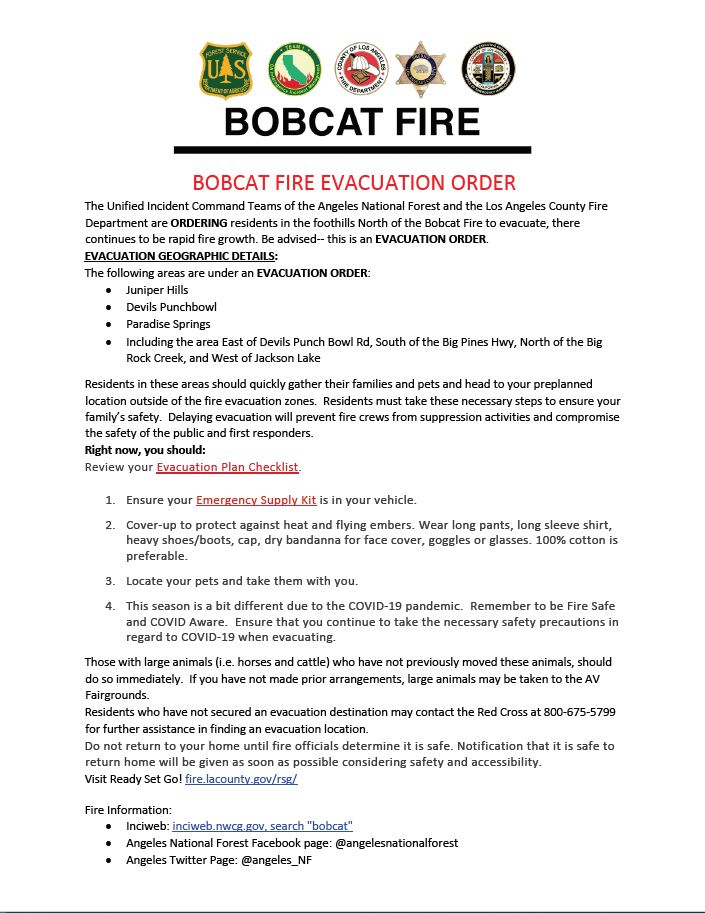 FOREST SERVICE
US
DEPARTMENT OF AGRICULTURE
TEAM 1
COUNTY OF LOS ANGELES
FIRE DEPARTMENT
BOBCAT FIRE
BOBCAT FIRE EVACUATION ORDER
The Unified Incident Command Teams of the Angeles National Forest and the Los Angeles County Fire
Department are ORDERING residents in the foothills North of the Bobcat Fire to evacuate, there
continues to be rapid fire growth. Be advised-- this is an EVACUATION ORDER.
EVACUATION GEOGRAPHIC DETAILS:
The following areas are under an EVACUATION ORDER:
• Juniper Hills
• Devils Punchbowl
• Paradise Springs
• Including the area East of Devils Punch Bowl Rd, South of the Big Pines Hwy, North of the Big
Rock Creek, and West of Jackson Lake
Residents in these areas should quickly gather their families and pets and head to your preplanned
location outside of the fire evacuation zones. Residents must take these necessary steps to ensure your
family's safety. Delaying evacuation will prevent fire crews from suppression activities and compromise
the safety of the public and first responders.
Right now, you should:
Review your Evacuation Plan Checklist.
1. Ensure your Emergency Supply Kit is in your vehicle.
2. Cover-up to protect against heat and flying embers. Wear long pants, long sleeve shirt,
heavy shoes/boots, cap, dry bandanna for face cover, goggles or glasses. 100% cotton is
preferable.
3. Locate your pets and take them with you.
4. This season is a bit different due to the COVID-19 pandemic. Remember to be Fire Safe
and COVID Aware. Ensure that you continue to take the necessary safety precautions in
regard to COVID-19 when evacuating.
Those with large animals (i.e. horses and cattle) who have not previously moved these animals, should
do so immediately. If you have not made prior arrangements, large animals may be taken to the AV
Fairgrounds.
Residents who have not secured an evacuation destination may contact the Red Cross at 800-675-5799
for further assistance in finding an evacuation location.
Do not return to your home until fire officials determine it is safe. Notification that it is safe to
return home will be given as soon as possible considering safety and accessibility.
Visit Ready Set Go! fire.lacounty.gov/rsg/
Fire Information:
• Inciweb: inciweb.nwcg.gov, search "bobcat"
• Angeles National Forest Facebook page: @angelesnationalforest
• Angeles Twitter Page: @angeles_NF